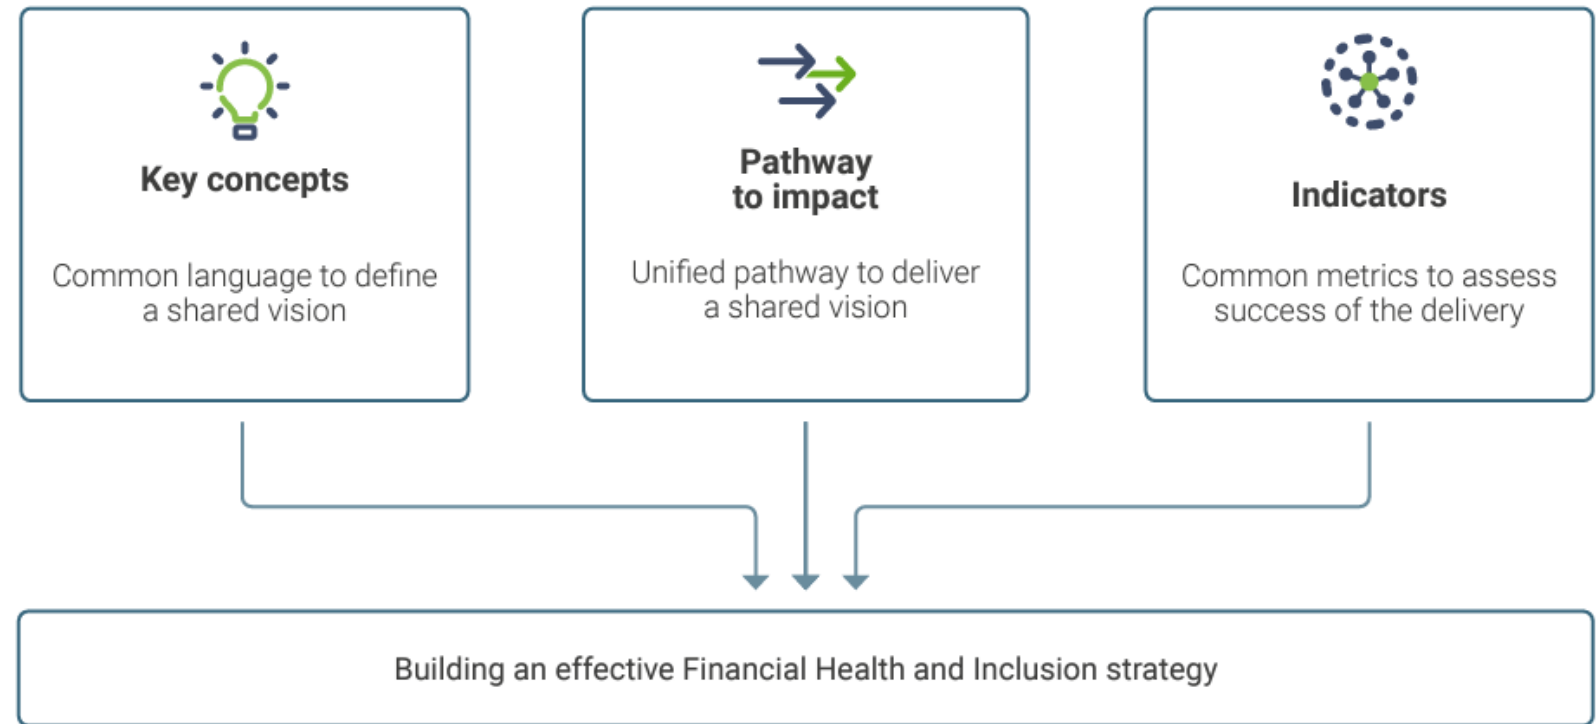 Key concepts
Common language to define
a shared vision
Pathway
to impact
Unified pathway to deliver
a shared vision
Indicators
Common metrics to assess
success of the delivery
Building an effective Financial Health and Inclusion strategy